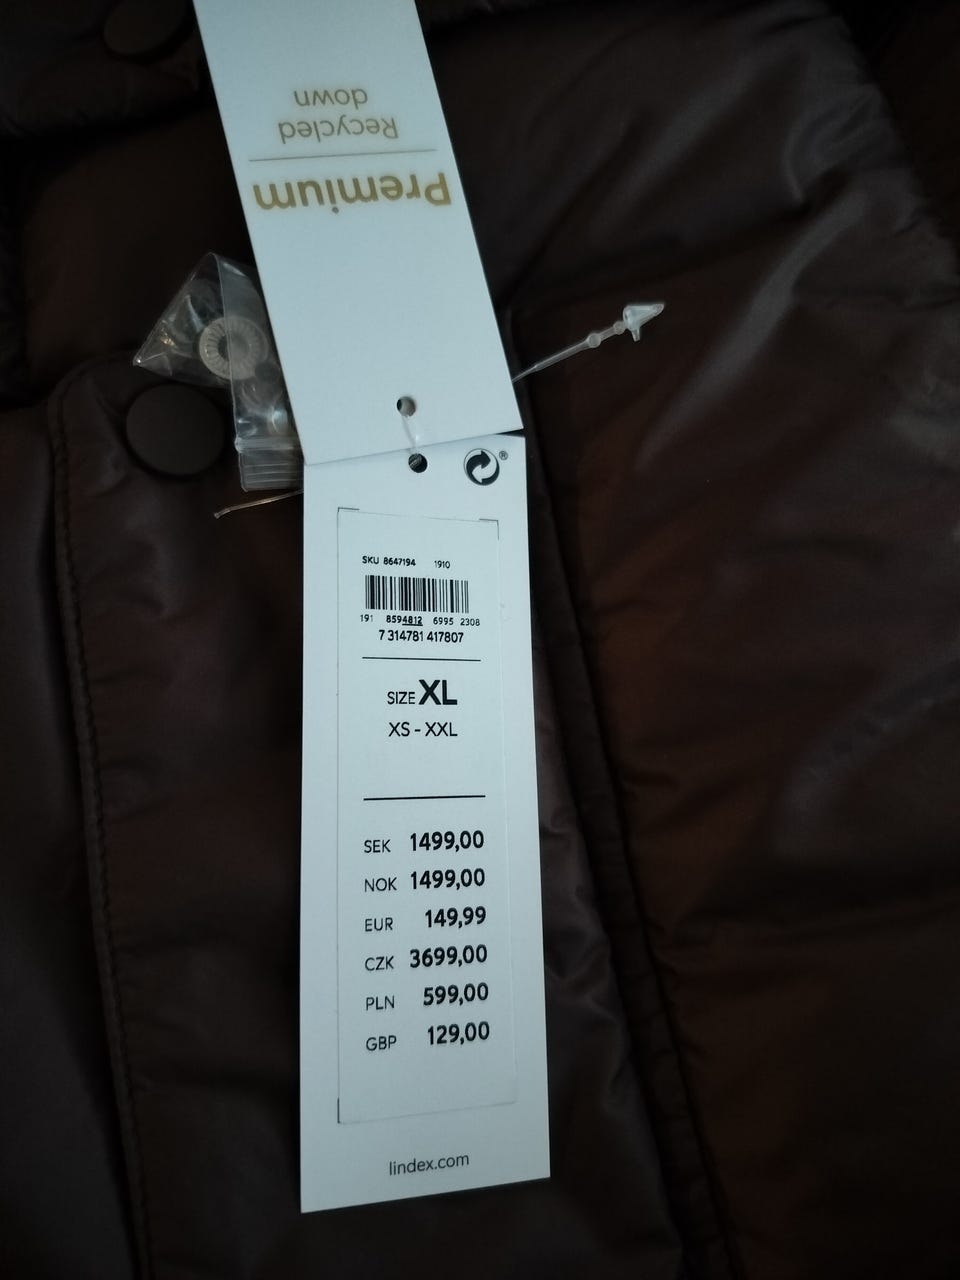 Premium
Recycled
down
®
SKU 8647194 1910
191 8594812 6995 2308
7 314781 417807
SIZE XL
XS - XXL
SEK 1499,00
NOK 1499,00
EUR 149,99
CZK 3699,00
PLN 599,00
GBP 129,00
lindex.com